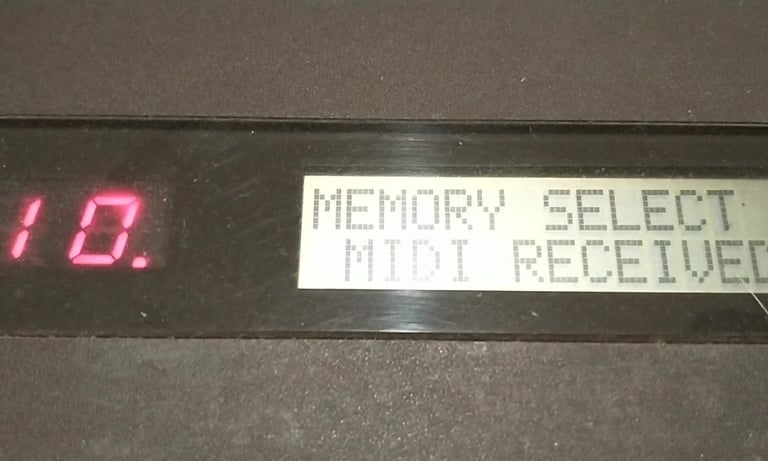 10.
MEMORY SELECT
MIDI RECEIVED